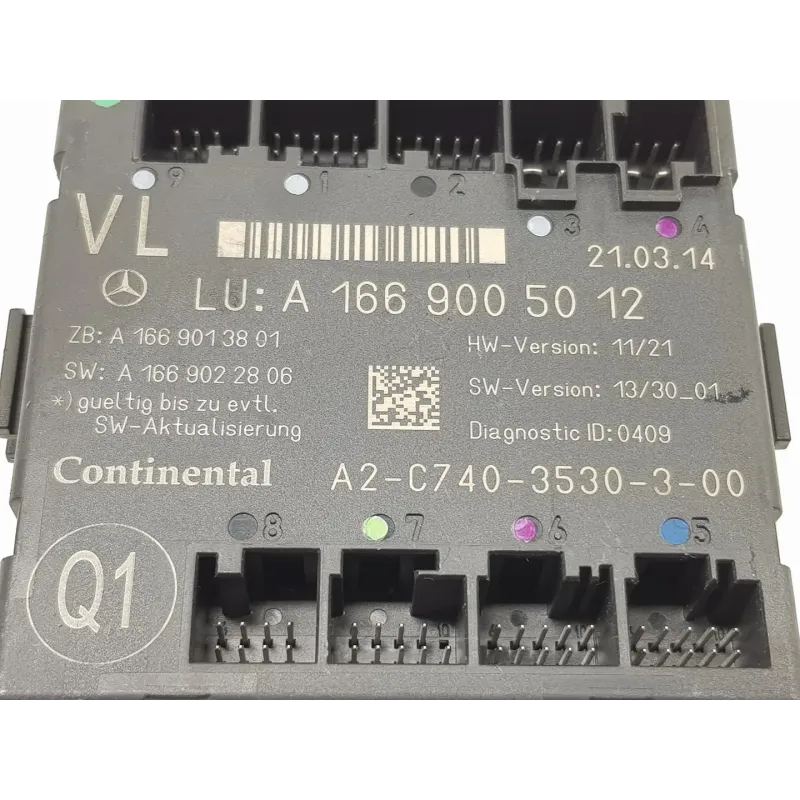 9 1 2 3 4
VL
21.03.14
LU: A 166 900 50 12
ZB: A 166 901 38 01
HW-Version: 11/21
SW: A 166 902 28 06
SW-Version: 13/30_01
*) gueltig bis zu evtl.
SW-Aktualisierung
Diagnostic ID: 0409
Continental
A2-C740-3530-3-00
8 7 6 5
Q1